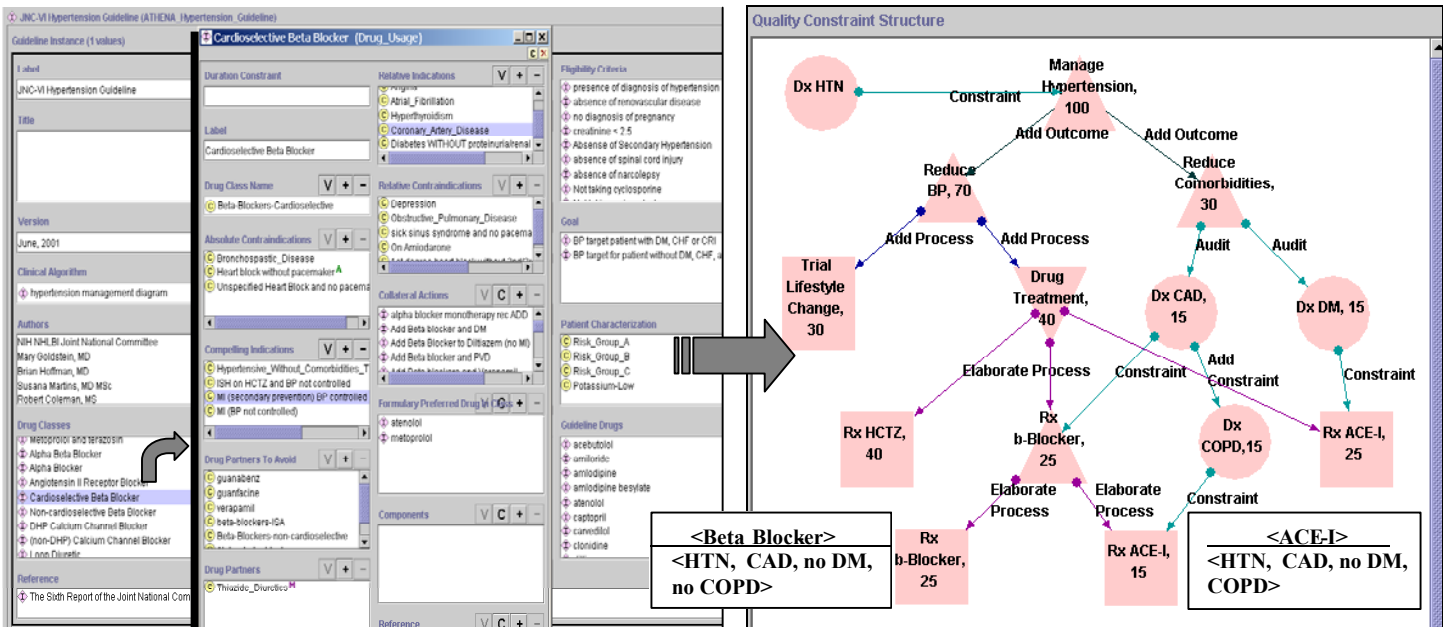 JNC-VI Hypertension Guideline (ATHENA_Hypertension_Guideline)
Guideline Instance (1 values)
Label
JNC-VI Hypertension Guideline
Title
Version
June, 2001
Clinical Algorithm
hypertension management diagram
Authors
NIH NHLBI Joint National Committee
Mary Goldstein, MD
Brian Hoffman, MD
Susana Martins, MD MSc
Robert Coleman, MS
Drug Classes
Metoprolol and terazosin
Alpha Beta Blocker
Alpha Blocker
Angiotensin II Receptor Blocker
Cardioselective Beta Blocker
Non-cardioselective Beta Blocker
DHP Calcium Channel Blocker
(non-DHP) Calcium Channel Blocker
Loop Diuretic
Reference
The Sixth Report of the Joint National Com
Cardioselective Beta Blocker (Drug_Usage)
C ×
Duration Constraint
Label
Cardioselective Beta Blocker
Drug Class Name V + −
Beta-Blockers-Cardioselective
Absolute Contraindications V + −
Bronchospastic_Disease
Heart block without pacemaker A
Unspecified Heart Block and no pacema
Compelling Indications V + −
Hypertensive_Without_Comorbidities_T
ISH on HCTZ and BP not controlled
MI (secondary prevention) BP controlled
MI (BP not controlled)
Drug Partners To Avoid V + −
guanabenz
guanfacine
verapamil
beta-blockers-ISA
Beta-Blockers-non-cardioselective
Drug Partners V + −
Thiazide_Diuretics M
Relative Indications V + −
Angina
Atrial_Fibrillation
Hyperthyroidism
Coronary_Artery_Disease
Diabetes WITHOUT proteinuria/renal
Relative Contraindications V + −
Depression
Obstructive_Pulmonary_Disease
sick sinus syndrome and no pacema
On Amiodarone
Collateral Actions V C + −
alpha blocker monotherapy rec ADD
Add Beta blocker and DM
Add Beta Blocker to Diltiazem (no MI)
Add Beta blocker and PVD
Add Beta blockers and Verapamil
Formulary Preferred Drug In Class V C + −
atenolol
metoprolol
Components V C + −
Reference V C + −
Eligibility Criteria
presence of diagnosis of hypertension
absence of renovascular disease
no diagnosis of pregnancy
creatinine < 2.5
Absense of Secondary Hypertension
absence of spinal cord injury
absence of narcolepsy
Not taking cyclosporine
Goal
BP target patient with DM, CHF or CRI
BP target for patient without DM, CHF, a
Patient Characterization
Risk_Group_A
Risk_Group_B
Risk_Group_C
Potassium-Low
Guideline Drugs
acebutolol
amiloride
amlodipine
amlodipine besylate
atenolol
captopril
carvedilol
clonidine
Quality Constraint Structure
Dx HTN
Constraint
Manage
Hypertension,
100
Add Outcome
Add Outcome
Reduce
BP, 70
Reduce
Comorbidities,
30
Add Process
Add Process
Audit
Audit
Trial
Lifestyle
Change,
30
Drug
Treatment,
40
Dx CAD,
15
Dx DM, 15
Elaborate Process
Constraint
Add
Constraint
Constraint
Rx HCTZ,
40
Rx
b-Blocker,
25
Dx
COPD,15
Rx ACE-I,
25
Elaborate
Process
Elaborate
Process
Constraint
Rx
b-Blocker,
25
Rx ACE-I,
15
<Beta Blocker>
<HTN, CAD, no DM,
no COPD>
<ACE-I>
<HTN, CAD, no DM,
COPD>